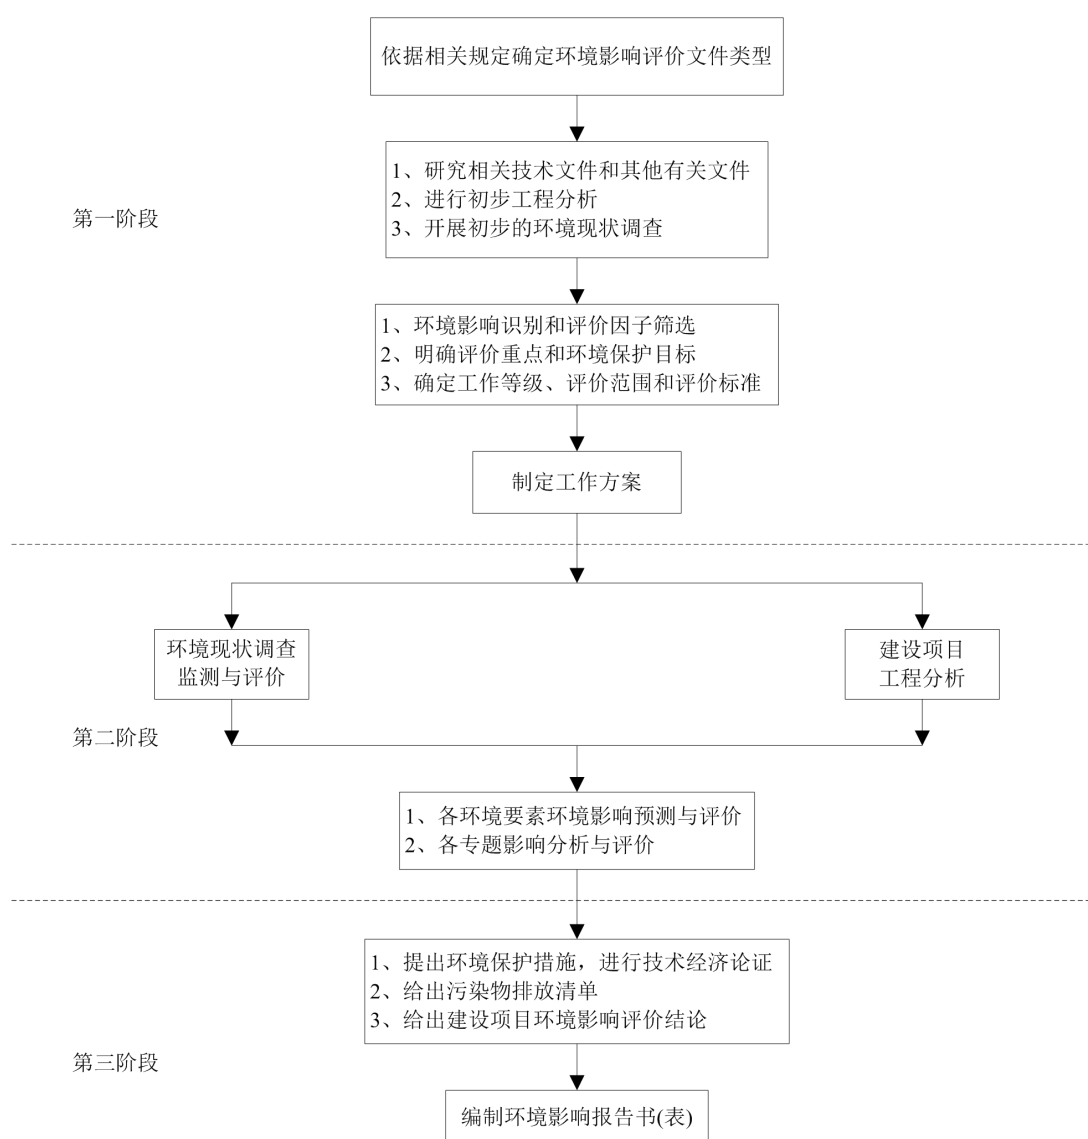 依据相关规定确定环境影响评价文件类型
1、研究相关技术文件和其他有关文件
2、进行初步工程分析
3、开展初步的环境现状调查
第一阶段
1、环境影响识别和评价因子筛选
2、明确评价重点和环境保护目标
3、确定工作等级、评价范围和评价标准
制定工作方案
环境现状调查
监测与评价
建设项目
工程分析
第二阶段
1、各环境要素环境影响预测与评价
2、各专题影响分析与评价
1、提出环境保护措施，进行技术经济论证
2、给出污染物排放清单
3、给出建设项目环境影响评价结论
第三阶段
编制环境影响报告书(表)